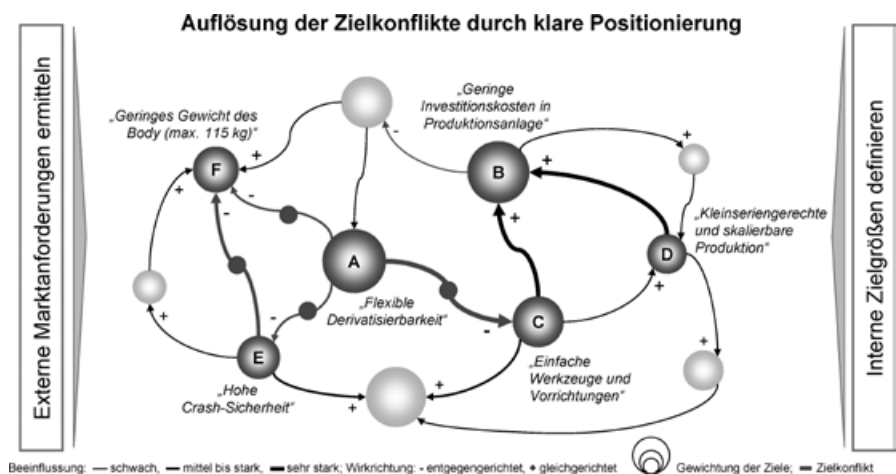 Auflösung der Zielkonflikte durch klare Positionierung
Externe Marktanforderungen ermitteln
„Geringes Gewicht des
Body (max. 115 kg)“
„Geringe
Investitionskosten in
Produktionsanlage“
+
-
+
F
+
-
-
B
+
+
+
„Kleinseriengerechte
und skalierbare
Produktion“
D
+
A
„Flexible
Derivatisierbarkeit“
-
-
C
+
E
+
„Hohe
Crash-Sicherheit“
„Einfache
Werkzeuge und
Vorrichtungen“
+
+
+
Interne Zielgrößen definieren
Beeinflussung: — schwach, — mittel bis stark, — sehr stark; Wirkrichtung: - entgegengerichtet, + gleichgerichtet Gewichtung der Ziele; — Zielkonflikt